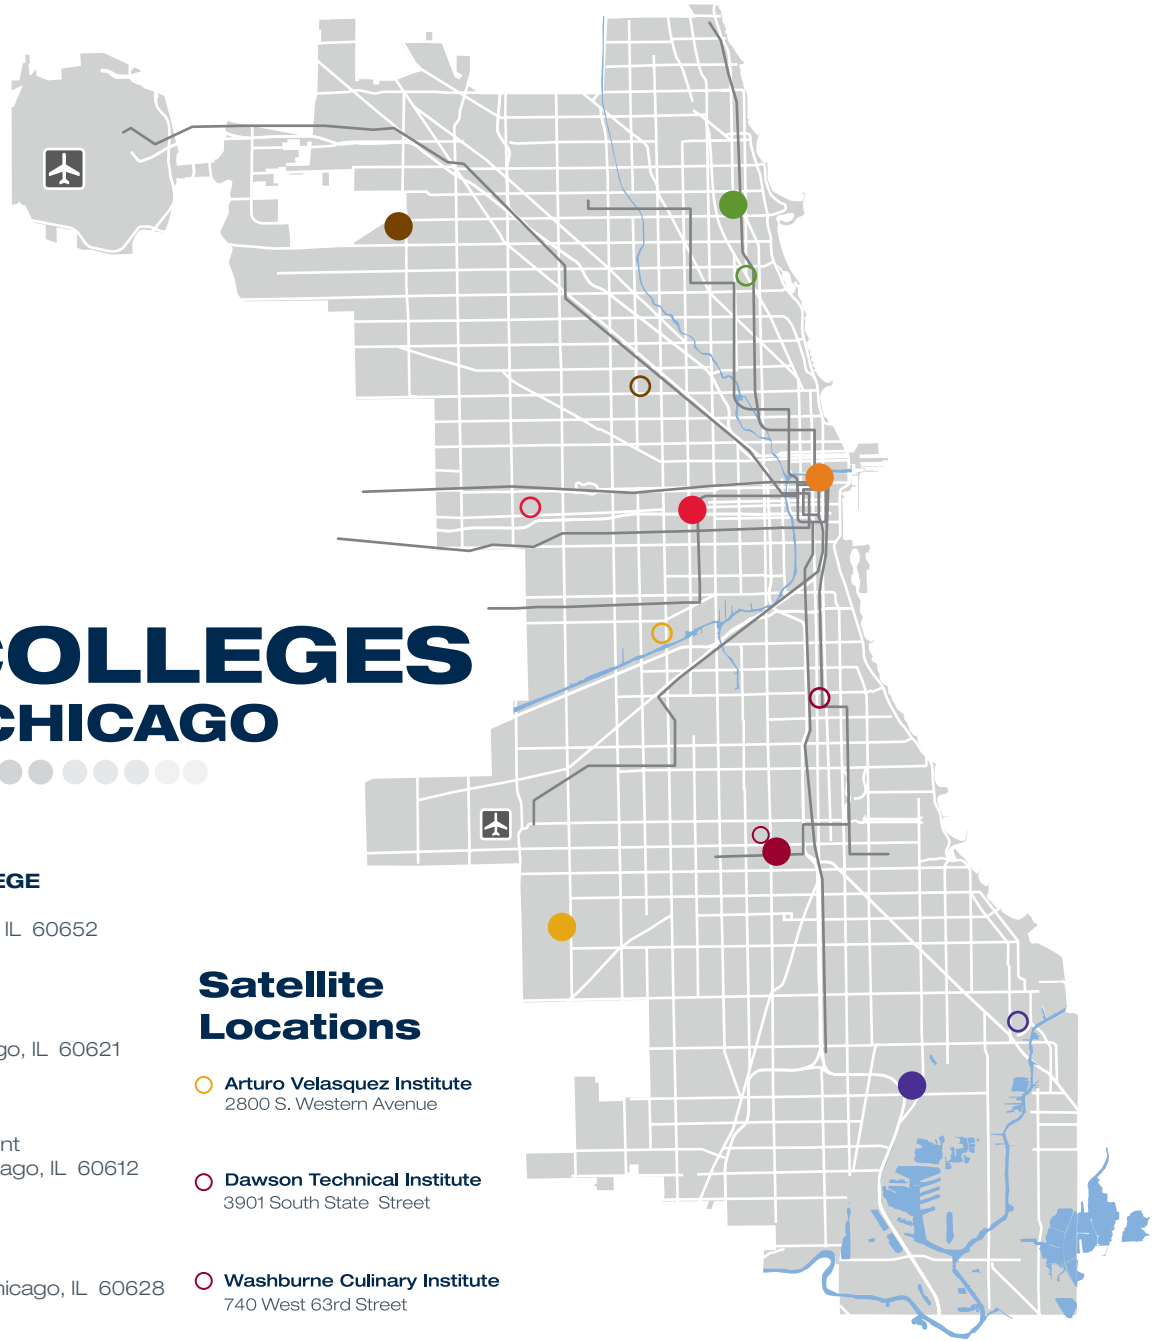 COLLEGES
CHICAGO
EGE
IL 60652
go, IL 60621
nt
ago, IL 60612
hicago, IL 60628
Satellite
Locations
Arturo Velasquez Institute
2800 S. Western Avenue
Dawson Technical Institute
3901 South State Street
Washburne Culinary Institute
740 West 63rd Street